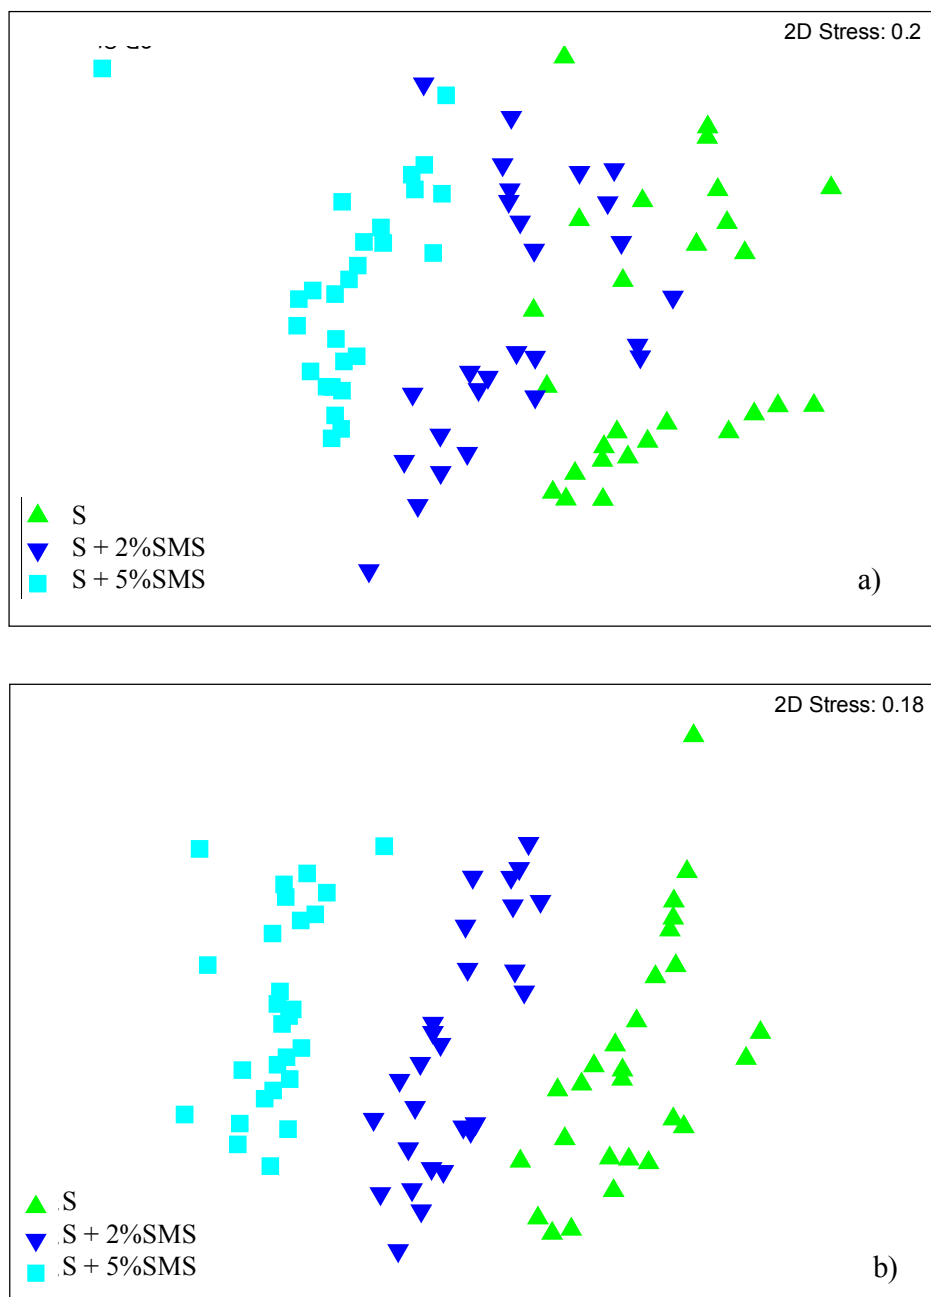 2D Stress: 0.2
S
S + 2%SMS
S + 5%SMS
a)
2D Stress: 0.18
S
S + 2%SMS
S + 5%SMS
b)